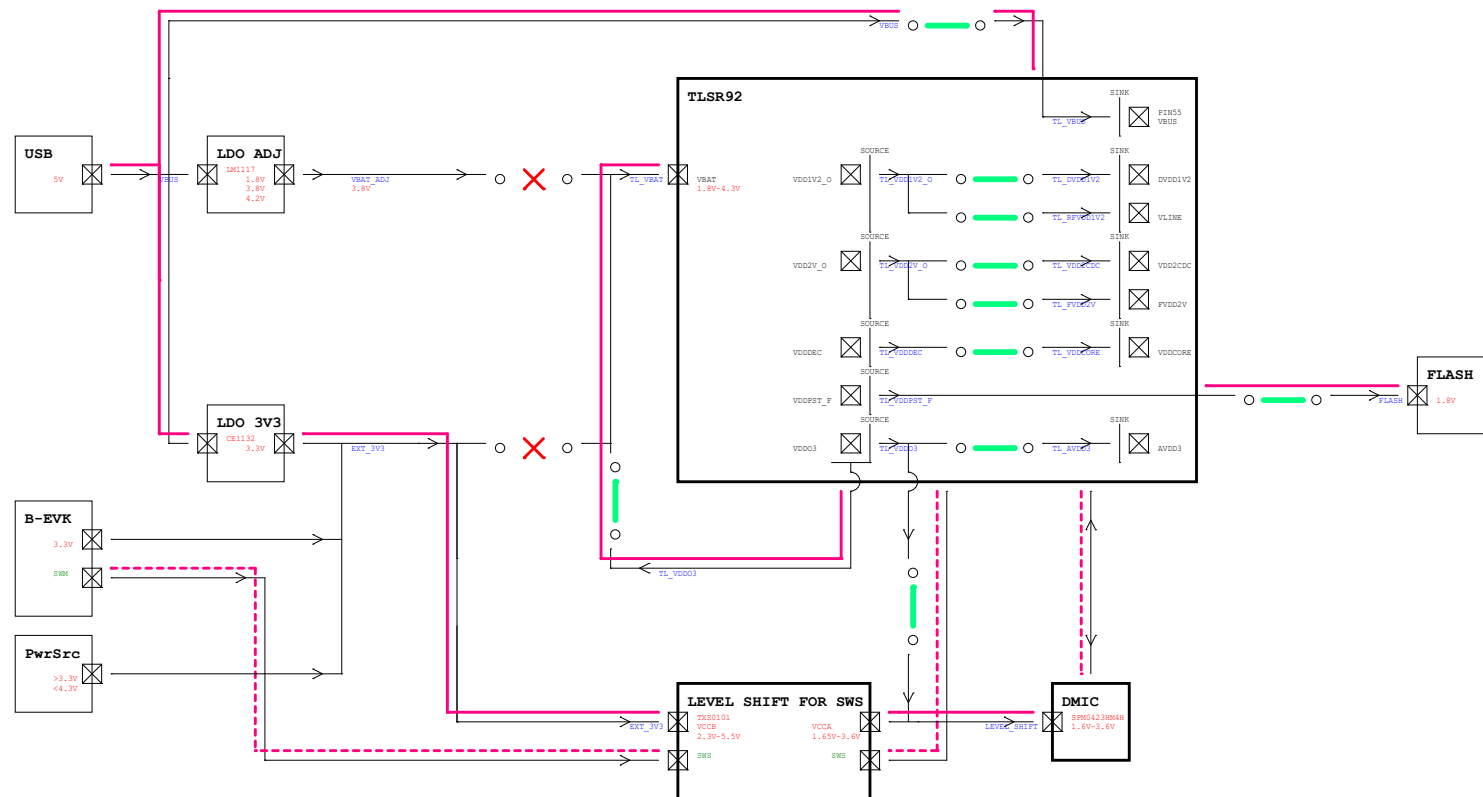 VBUS
TLSR92
SINK
PIN55
TL_VBUS
VBUS
USB
5V
VBUS
LDO ADJ
LM1117
1.8V
3.8V
4.2V
VBAT_ADJ
3.8V
TL_VBAT
VBAT
1.8V~4.3V
SOURCE
SINK
VDD1V2_O
TL_VDD1V2_O
TL_DVDD1V2
DVDD1V2
TL_RFVDD1V2
VLINE
SOURCE
SINK
VDD2V_O
TL_VDD2V_O
TL_VDD2CDC
VDD2CDC
TL_FVDD2V
FVDD2V
SOURCE
SINK
VDDDEC
TL_VDDDEC
TL_VDDCORE
VDDCORE
SOURCE
VDDPST_F
TL_VDDPST_F
FLASH
FLASH
1.8V
SOURCE
SINK
VDDO3
TL_VDDO3
TL_AVDD3
AVDD3
LDO 3V3
CE1132
3.3V
EXT_3V3
B-EVK
3.3V
SWM
TL_VDDO3
PwrSrc
>3.3V
<4.3V
LEVEL SHIFT FOR SWS
EXT_3V3
TXS0101
VCCB
2.3V~5.5V
VCCA
1.65V~3.6V
SWS
SWS
LEVEL_SHIFT
DMIC
SPM0423HM4H
1.6V~3.6V